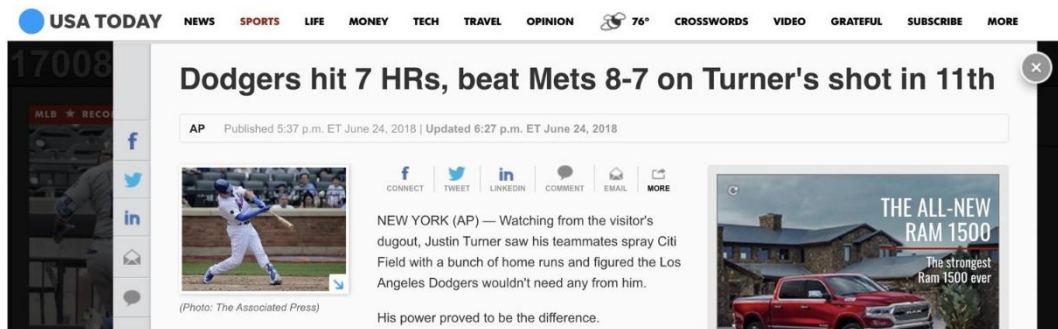 USA TODAY NEWS SPORTS LIFE MONEY TECH TRAVEL OPINION 76° CROSSWORDS VIDEO GRATEFUL SUBSCRIBE MORE
17008
MLB ★ RECO
Dodgers hit 7 HRs, beat Mets 8-7 on Turner's shot in 11th
AP Published 5:37 p.m. ET June 24, 2018 | Updated 6:27 p.m. ET June 24, 2018
CONNECT TWEET LINKEDIN COMMENT EMAIL MORE
(Photo: The Associated Press)
NEW YORK (AP) — Watching from the visitor's
dugout, Justin Turner saw his teammates spray Citi
Field with a bunch of home runs and figured the Los
Angeles Dodgers wouldn't need any from him.
His power proved to be the difference.
THE ALL-NEW
RAM 1500
The strongest
Ram 1500 ever